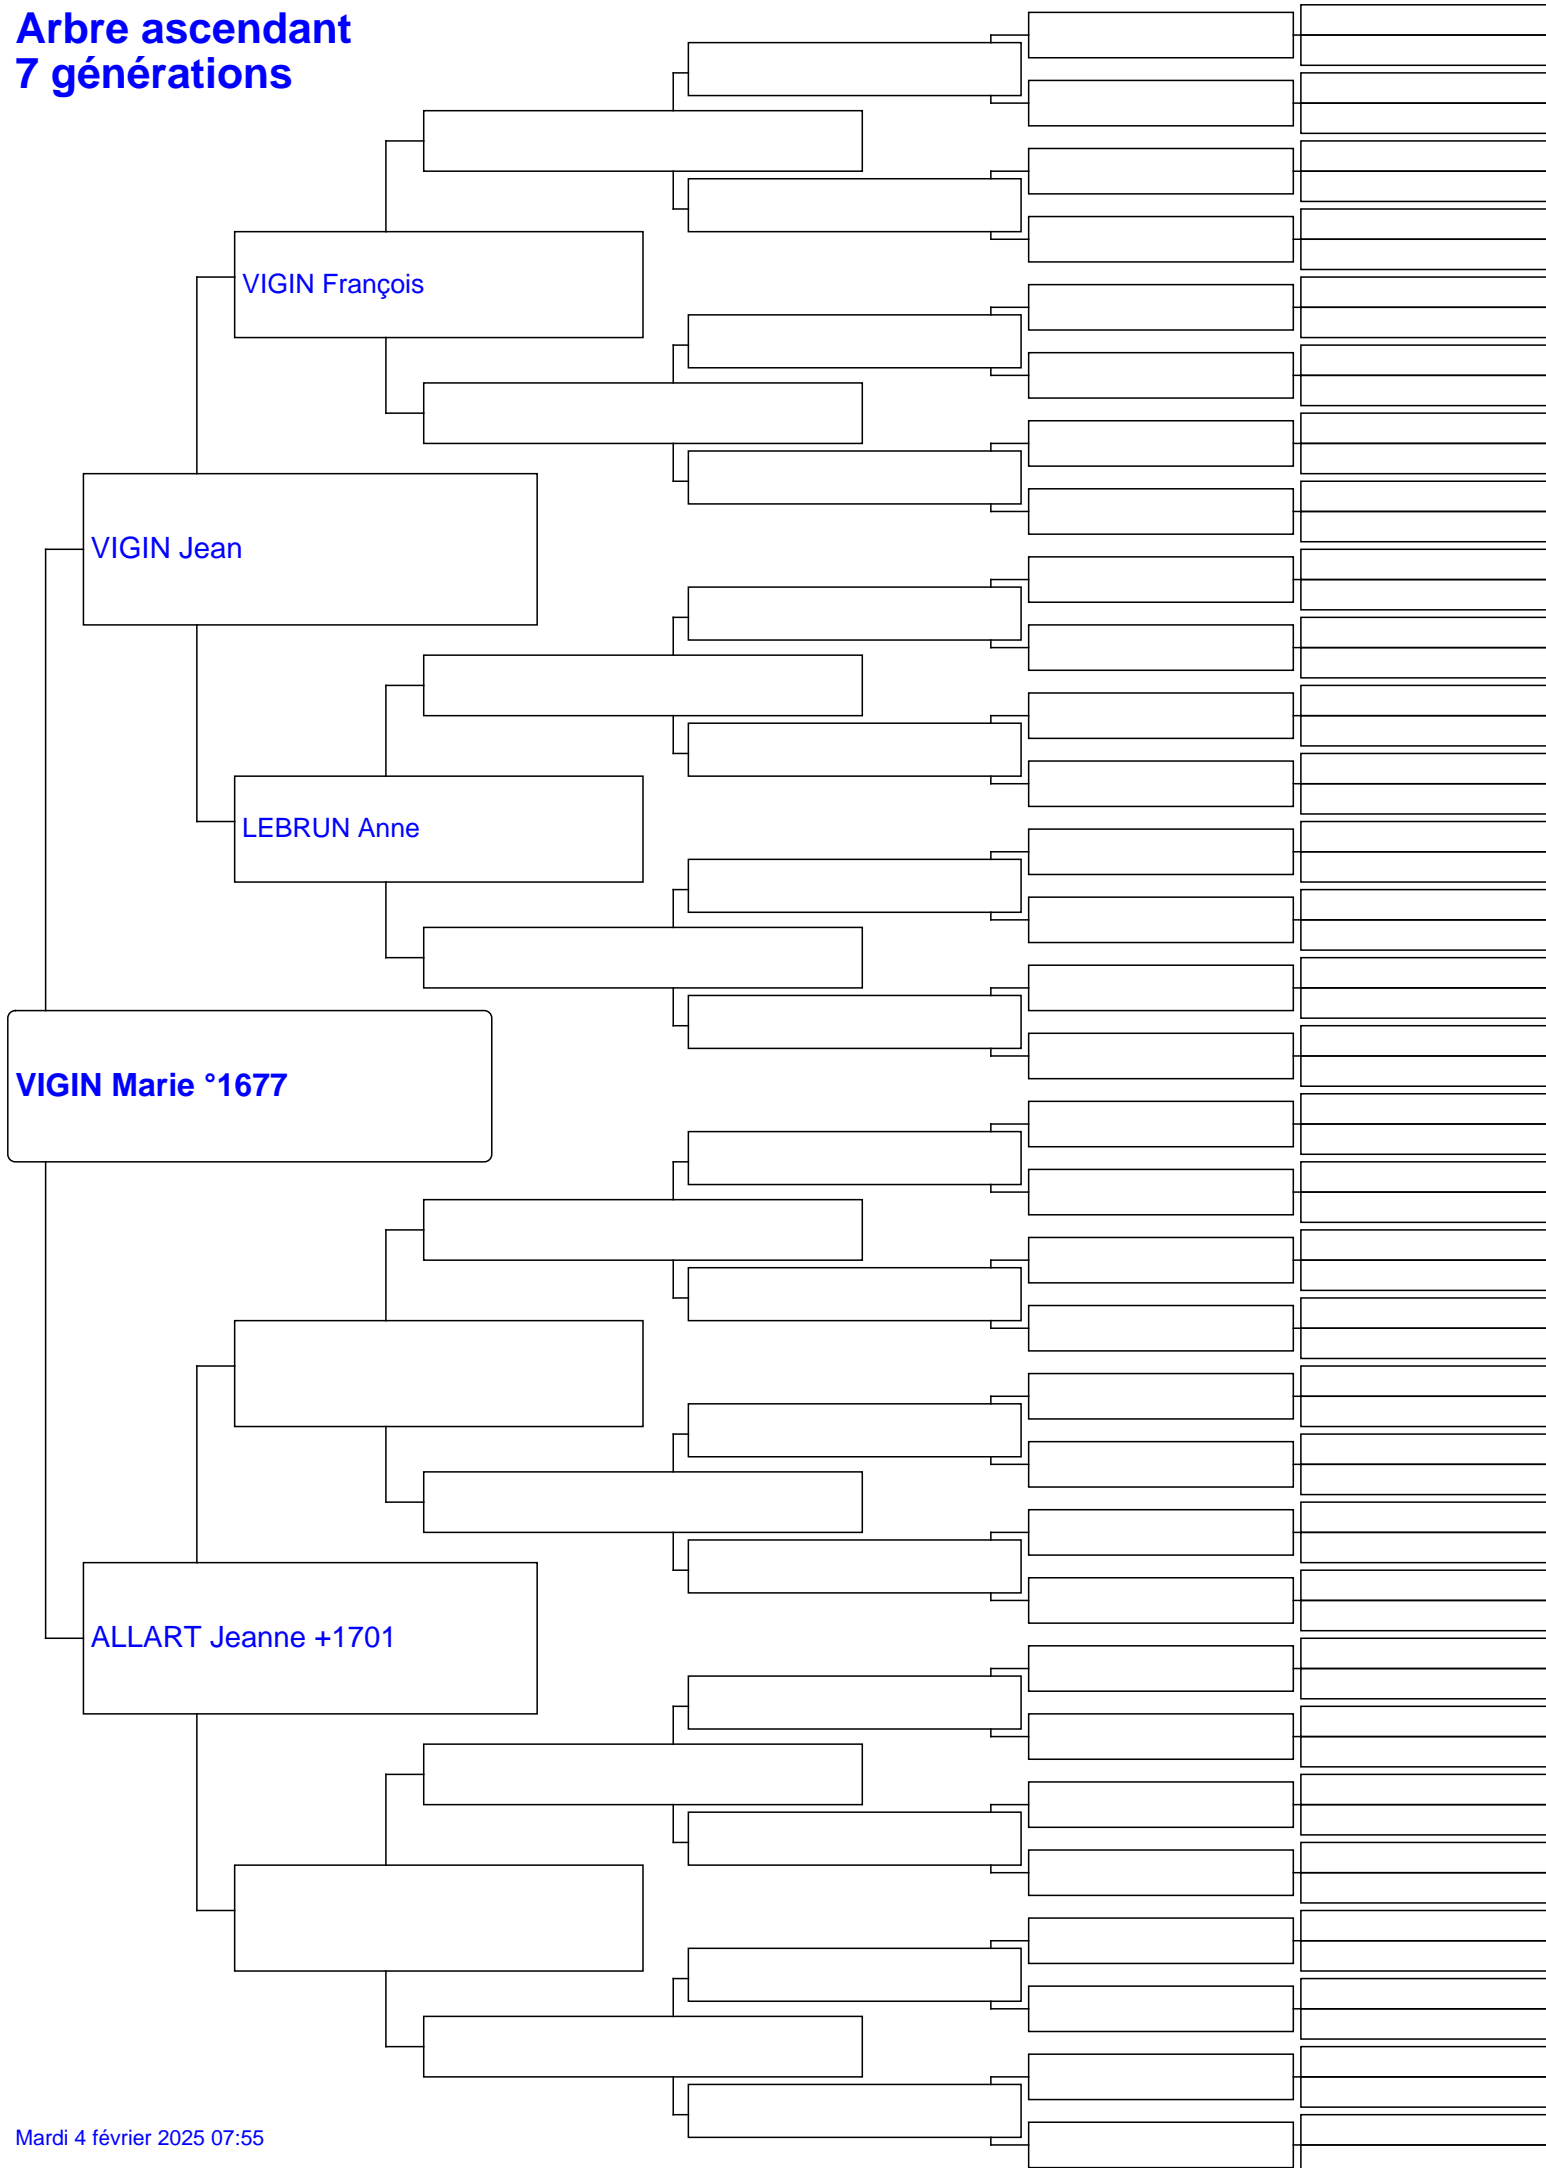 Arbre ascendant
7 générations
VIGIN François
VIGIN Jean
LEBRUN Anne
VIGIN Marie °1677
ALLART Jeanne +1701
Mardi 4 février 2025 07:55